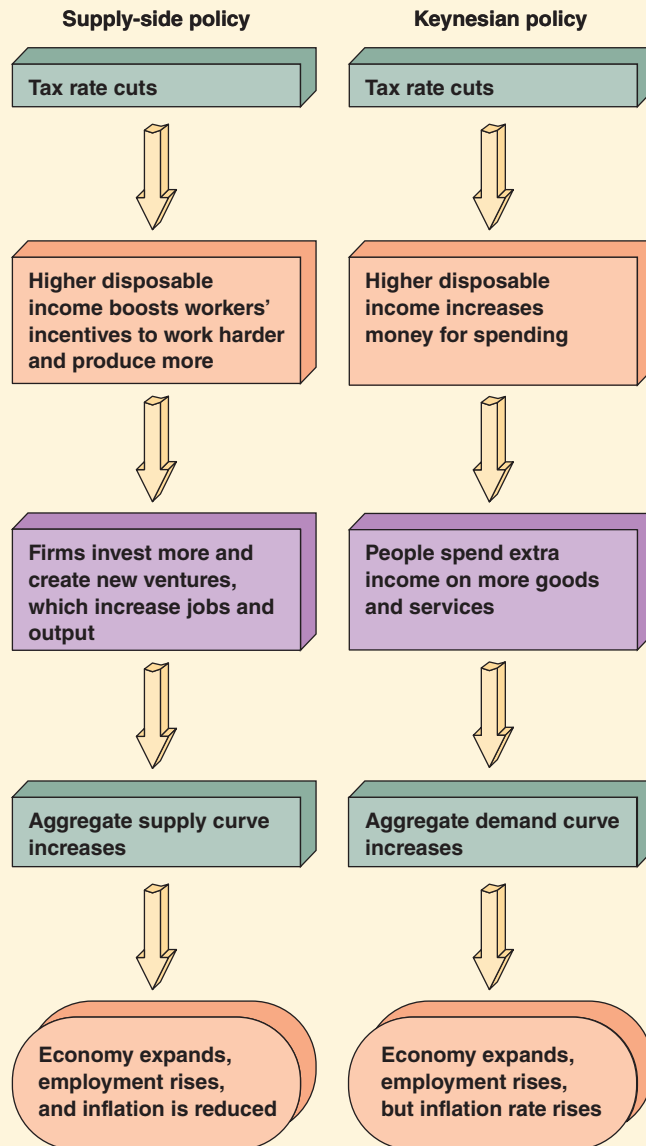 Supply-side policy
Tax rate cuts
Higher disposable
income boosts workers’
incentives to work harder
and produce more
Firms invest more and
create new ventures,
which increase jobs and
output
Aggregate supply curve
increases
Economy expands,
employment rises,
and inflation is reduced
Keynesian policy
Tax rate cuts
Higher disposable
income increases
money for spending
People spend extra
income on more goods
and services
Aggregate demand curve
increases
Economy expands,
employment rises,
but inflation rate rises